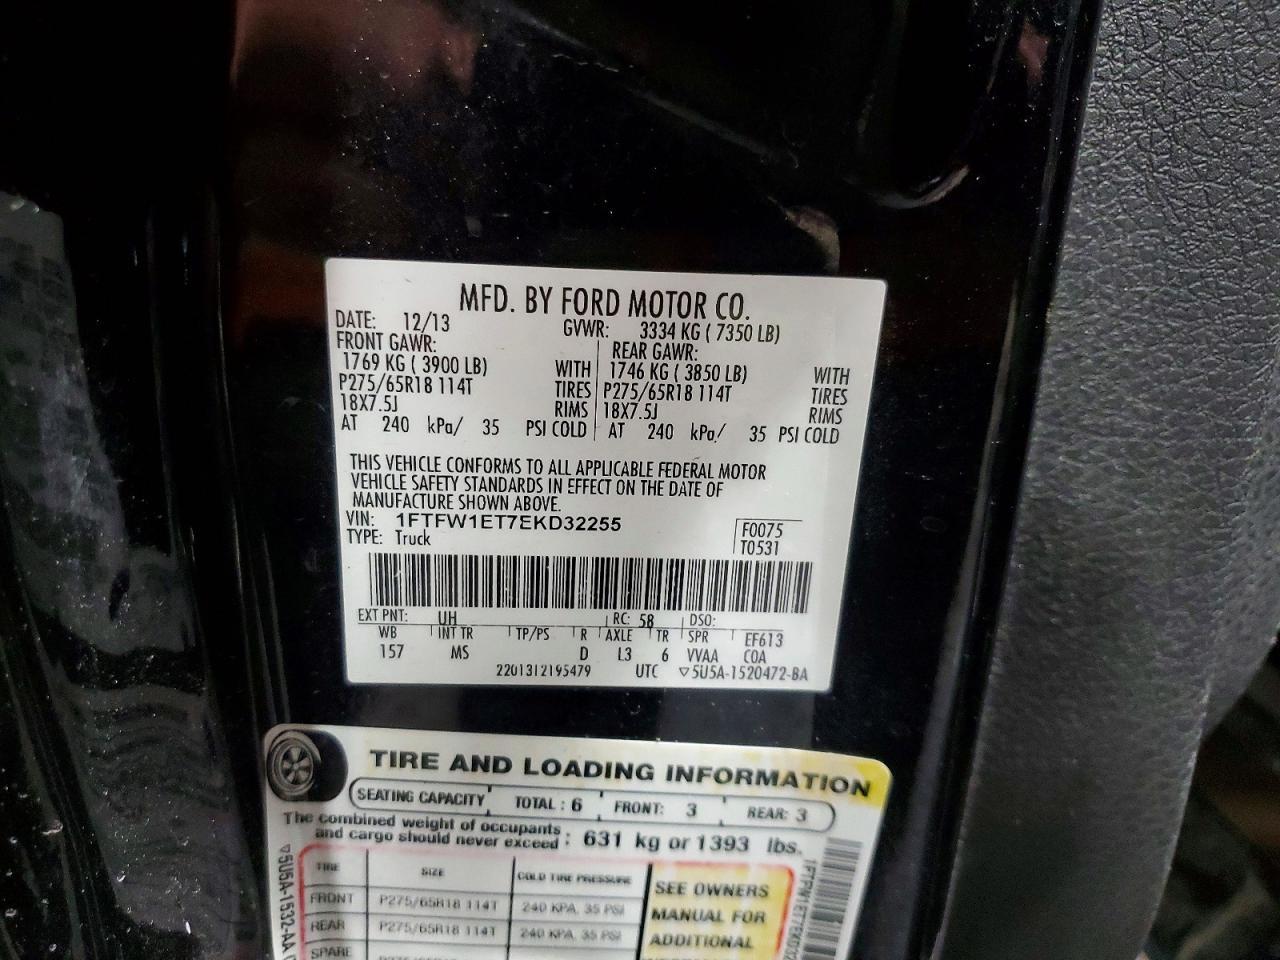 MFD. BY FORD MOTOR CO.
DATE: 12/13 GVWR: 3334 KG ( 7350 LB)
FRONT GAWR: REAR GAWR:
1769 KG ( 3900 LB) WITH 1746 KG ( 3850 LB) WITH
P275/65R18 114T TIRES P275/65R18 114T TIRES
18X7.5J RIMS 18X7.5J RIMS
AT 240 kPa/ 35 PSI COLD AT 240 kPa/ 35 PSI COLD
THIS VEHICLE CONFORMS TO ALL APPLICABLE FEDERAL MOTOR
VEHICLE SAFETY STANDARDS IN EFFECT ON THE DATE OF
MANUFACTURE SHOWN ABOVE.
VIN: 1FTFW1ET7EKD32255 F0075
TYPE: Truck T0531
EXT PNT: UH RC: 58 DSO:
WB INT TR TP/PS R AXLE TR SPR EF613
157 MS D L3 6 VVAA COA
2201312195479 UTC ▽5U5A-1520472-BA
TIRE AND LOADING INFORMATION
SEATING CAPACITY TOTAL : 6 FRONT: 3 REAR: 3
The combined weight of occupants
and cargo should never exceed : 631 kg or 1393 lbs.
TIRE SIZE COLD TIRE PRESSURE SEE OWNERS
FRONT P275/65R18 114T 240 KPA, 35 PSI MANUAL FOR
REAR P275/65R18 114T 240 KPA, 35 PSI ADDITIONAL
SPARE
▽5U5A-1532-AA